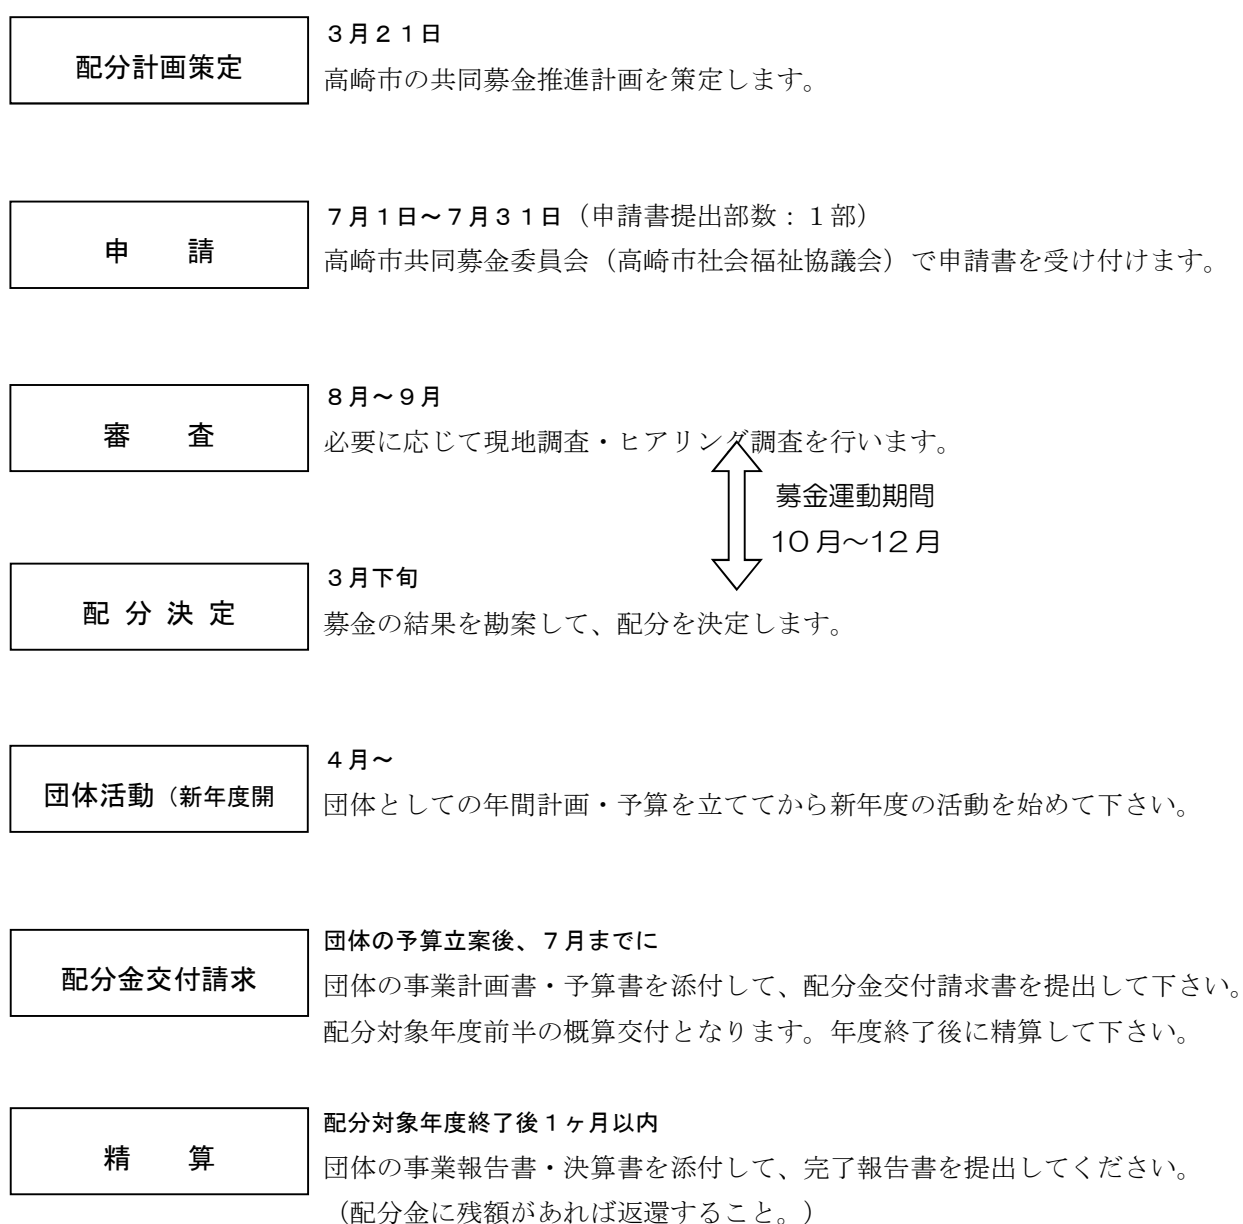 配分計画策定
３月２１日
高崎市の共同募金推進計画を策定します。
申　　請
７月１日～７月３１日（申請書提出部数：１部）
高崎市共同募金委員会（高崎市社会福祉協議会）で申請書を受け付けます。
審　　査
８月～９月
必要に応じて現地調査・ヒアリング調査を行います。
募金運動期間
10月～12月
配 分 決 定
３月下旬
募金の結果を勘案して、配分を決定します。
団体活動（新年度開
４月～
団体としての年間計画・予算を立ててから新年度の活動を始めて下さい。
配分金交付請求
団体の予算立案後、７月までに
団体の事業計画書・予算書を添付して、配分金交付請求書を提出して下さい。
配分対象年度前半の概算交付となります。年度終了後に精算して下さい。
精　　算
配分対象年度終了後１ヶ月以内
団体の事業報告書・決算書を添付して、完了報告書を提出してください。
（配分金に残額があれば返還すること。）